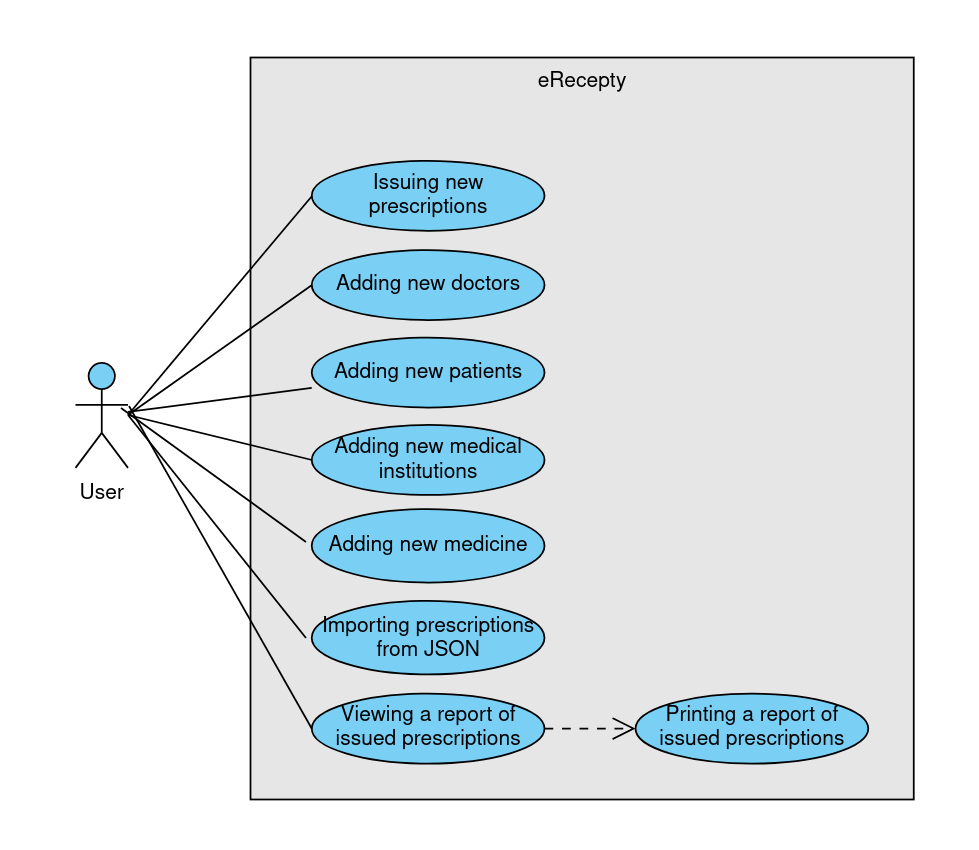 eRecepty
Issuing new
prescriptions
Adding new doctors
Adding new patients
Adding new medical
institutions
User
Adding new medicine
Importing prescriptions
from JSON
Viewing a report of
issued prescriptions
Printing a report of
issued prescriptions